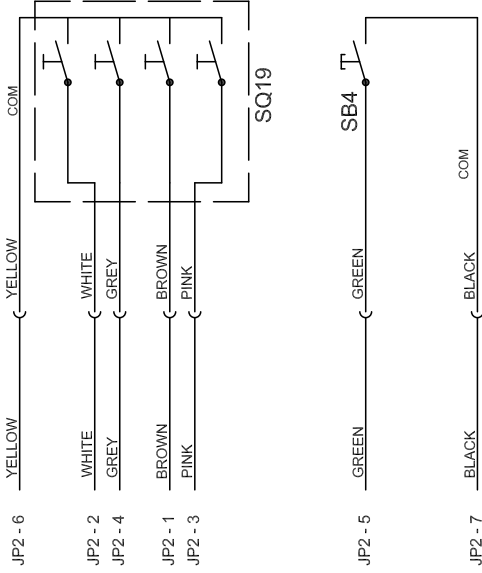 COM
SQ19
SB4
COM
YELLOW
WHITE
GREY
BROWN
PINK
GREEN
BLACK
YELLOW
WHITE
GREY
BROWN
PINK
GREEN
BLACK
JP2 - 6
JP2 - 2
JP2 - 4
JP2 - 1
JP2 - 3
JP2 - 5
JP2 - 7